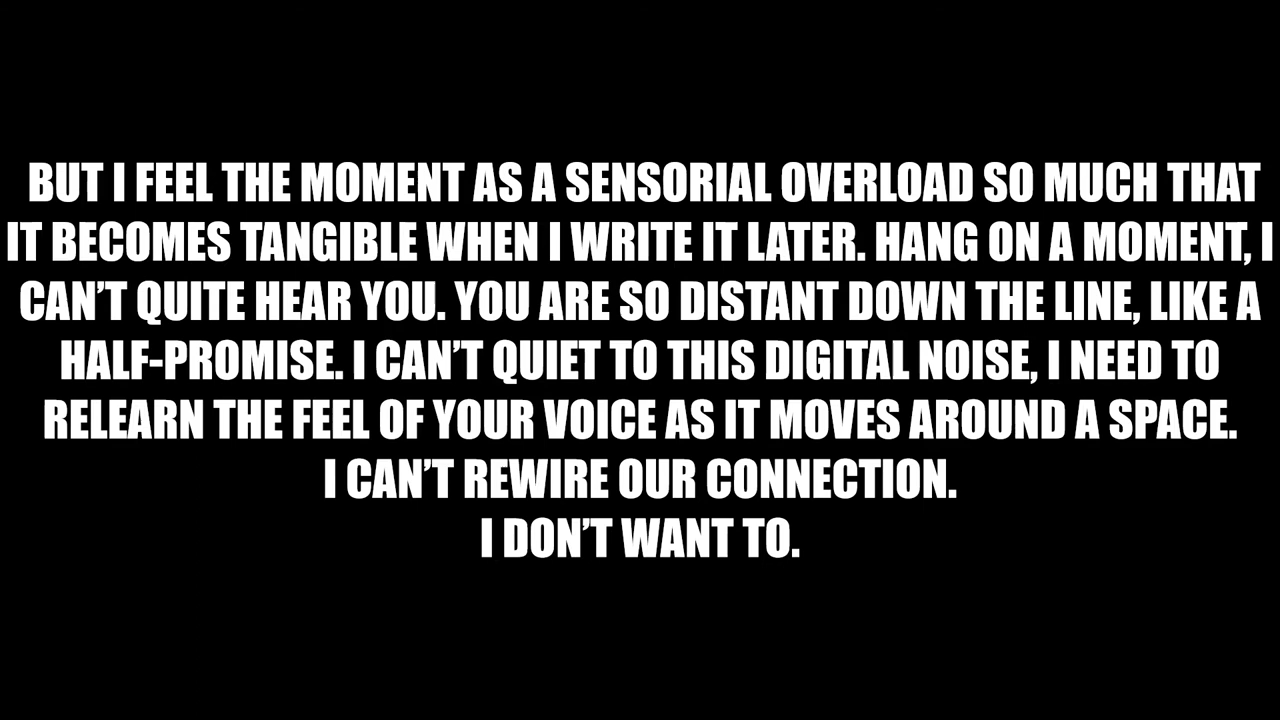 BUT I FEEL THE MOMENT AS A SENSORIAL OVERLOAD SO MUCH THAT
IT BECOMES TANGIBLE WHEN I WRITE IT LATER. HANG ON A MOMENT, I
CAN’T QUITE HEAR YOU. YOU ARE SO DISTANT DOWN THE LINE, LIKE A
HALF-PROMISE. I CAN’T QUIET TO THIS DIGITAL NOISE, I NEED TO
RELEARN THE FEEL OF YOUR VOICE AS IT MOVES AROUND A SPACE.
I CAN’T REWIRE OUR CONNECTION.
I DON’T WANT TO.